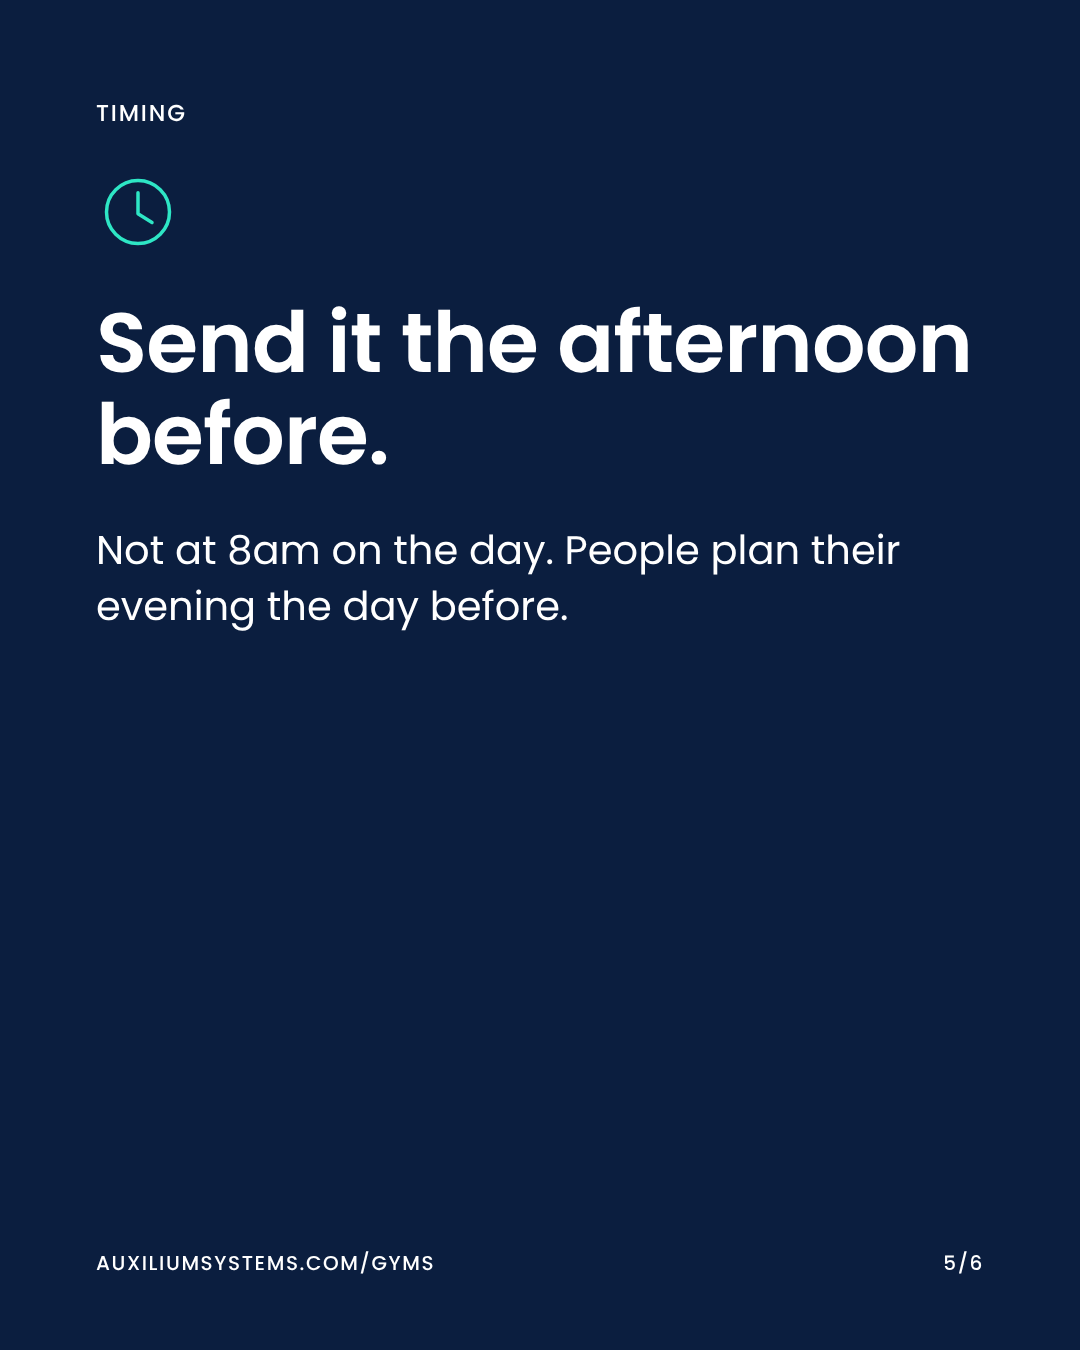 TIMING
Send it the afternoon
before.
Not at 8am on the day. People plan their
evening the day before.
AUXILIUMSYSTEMS.COM/GYMS
5/6